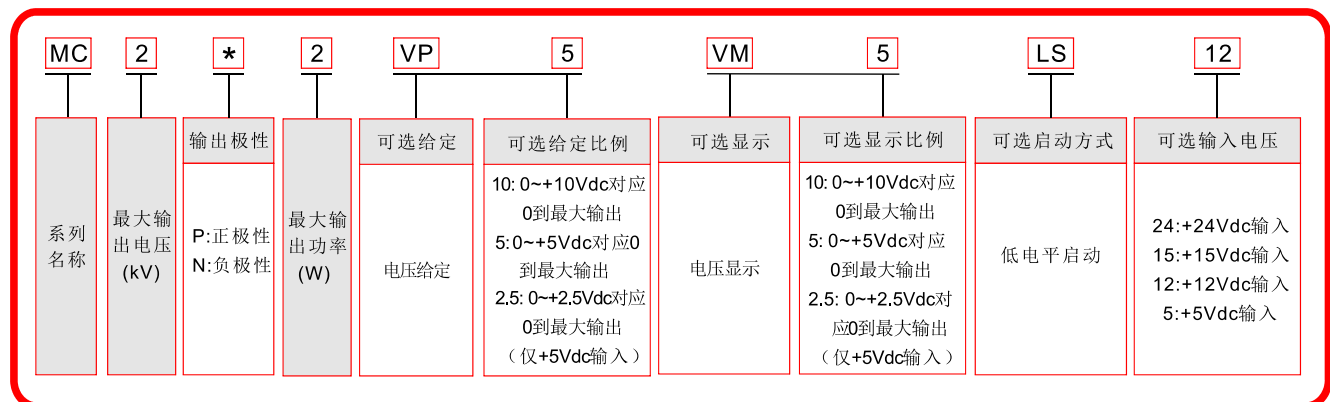 MC 2 * 2 VP 5 VM 5 LS 12
系列
名称
最大输
出电压
(kV)
输出极性
P:正极性
N:负极性
最大输
出功率
(W)
可选给定
电压给定
可选给定比例
10: 0~+10Vdc对应
0到最大输出
5: 0~+5Vdc对应0
到最大输出
2.5: 0~+2.5Vdc对应
0到最大输出
（仅+5Vdc输入）
可选显示
电压显示
可选显示比例
10: 0~+10Vdc对应
0到最大输出
5: 0~+5Vdc对应
0到最大输出
2.5: 0~+2.5Vdc对
应0到最大输出
（仅+5Vdc输入）
可选启动方式
低电平启动
可选输入电压
24:+24Vdc输入
15:+15Vdc输入
12:+12Vdc输入
5:+5Vdc输入